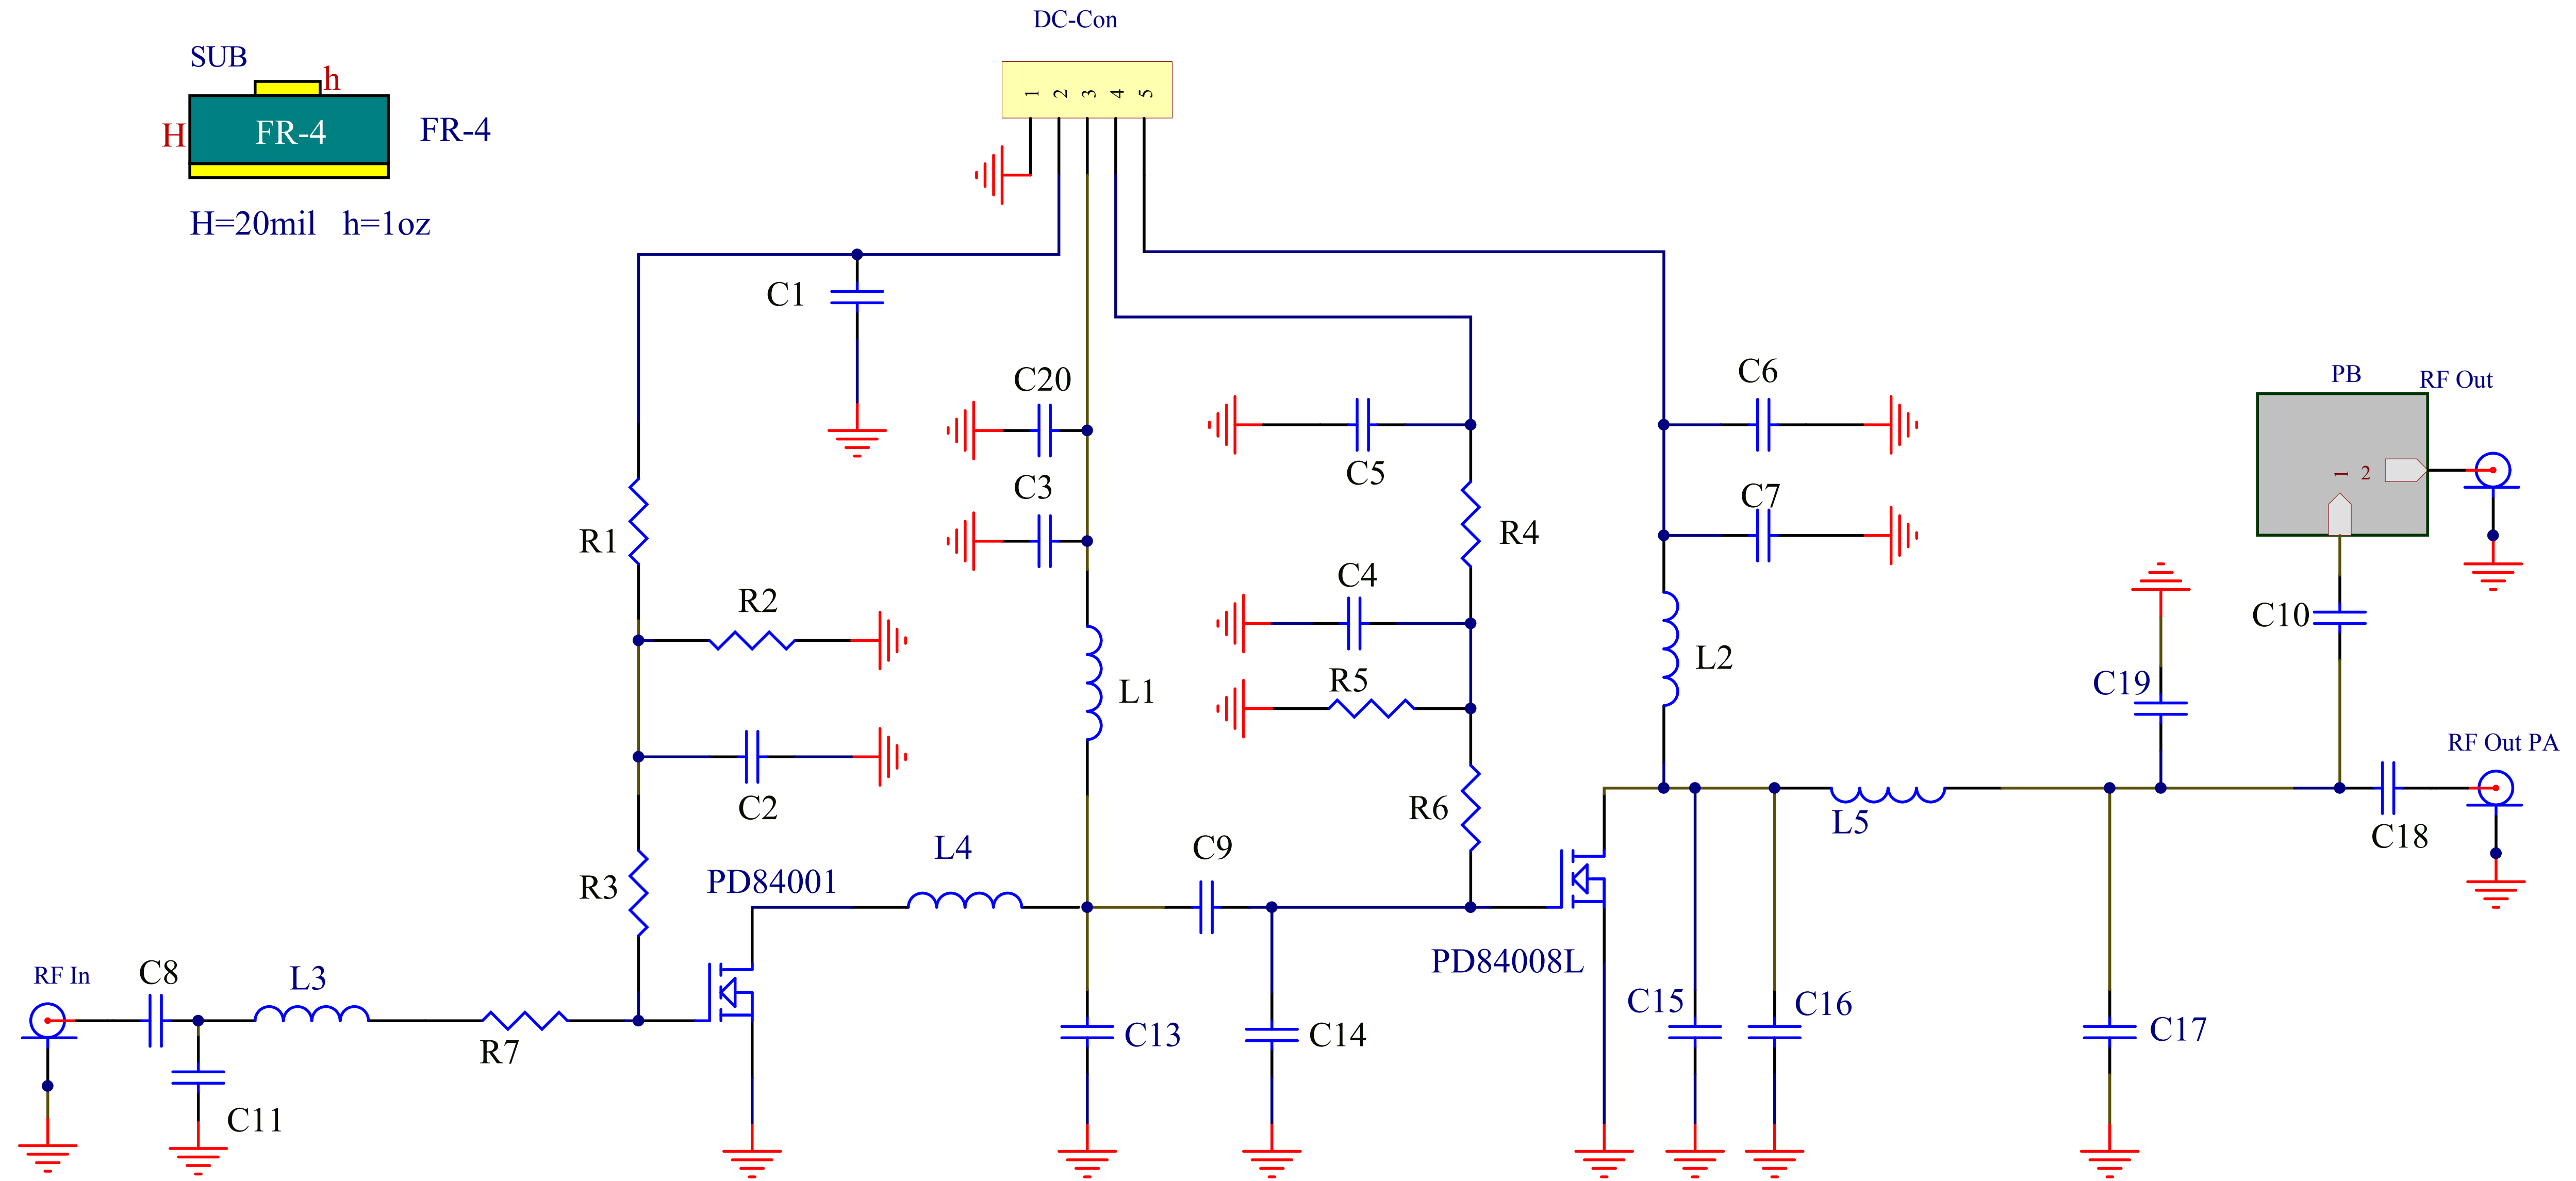 DC-Con
SUB
h
H
FR-4
FR-4
H=20mil h=1oz
1
2
3
4
5
C1
C20
C3
C5
C6
C7
PB
RF Out
1
2
R1
R4
C4
R2
R5
L1
L2
C10
C19
C2
R6
L5
RF Out PA
C18
R3
PD84001
L4
C9
PD84008L
RF In
C8
L3
R7
C11
C13
C14
C15
C16
C17